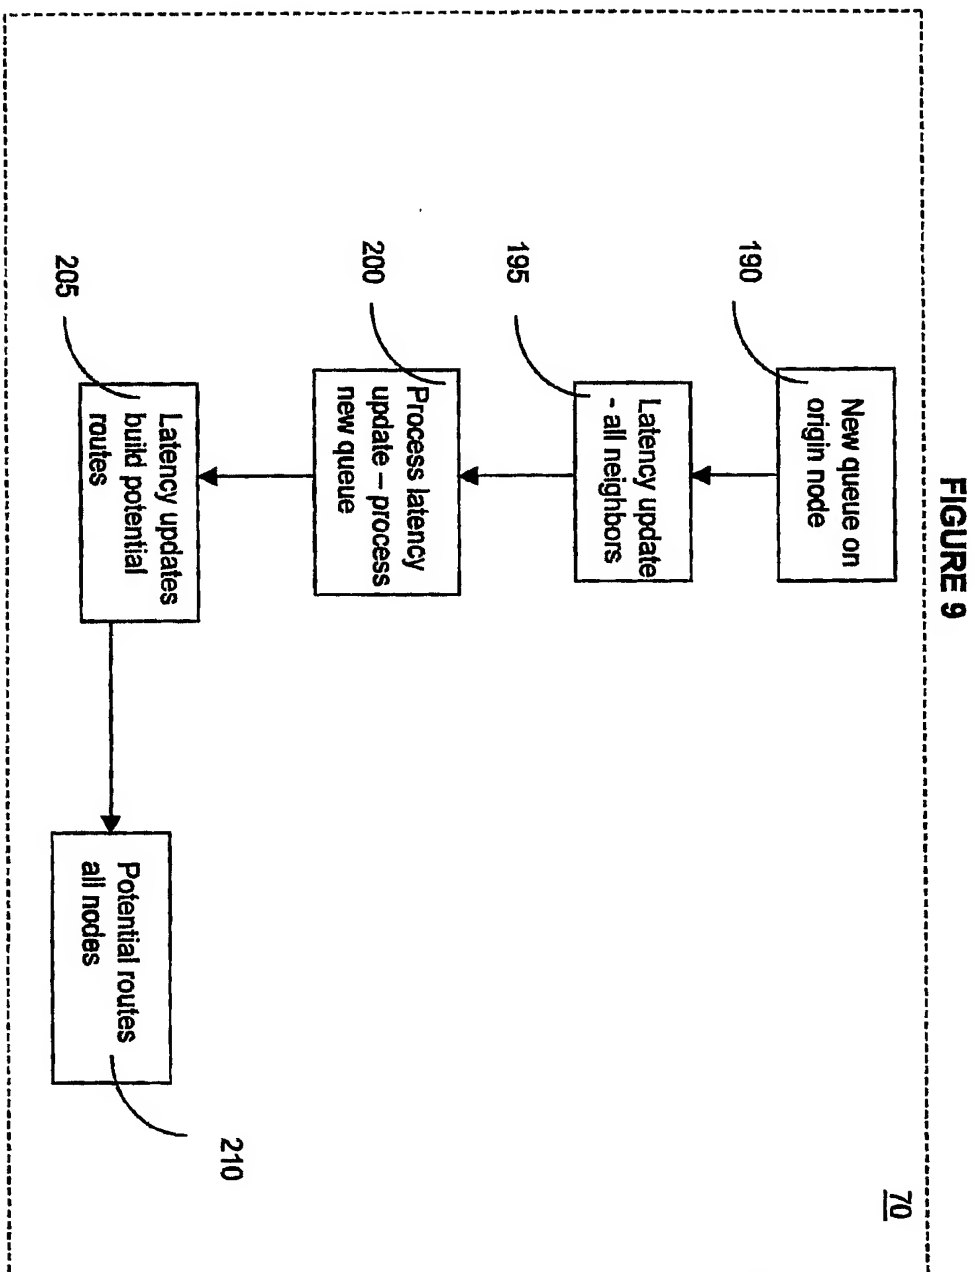 FIGURE 9
70
190
New queue on
origin node
195
Latency update
- all neighbors
200
Process latency
update – process
new queue
205
Latency updates
build potential
routes
Potential routes
all nodes
210